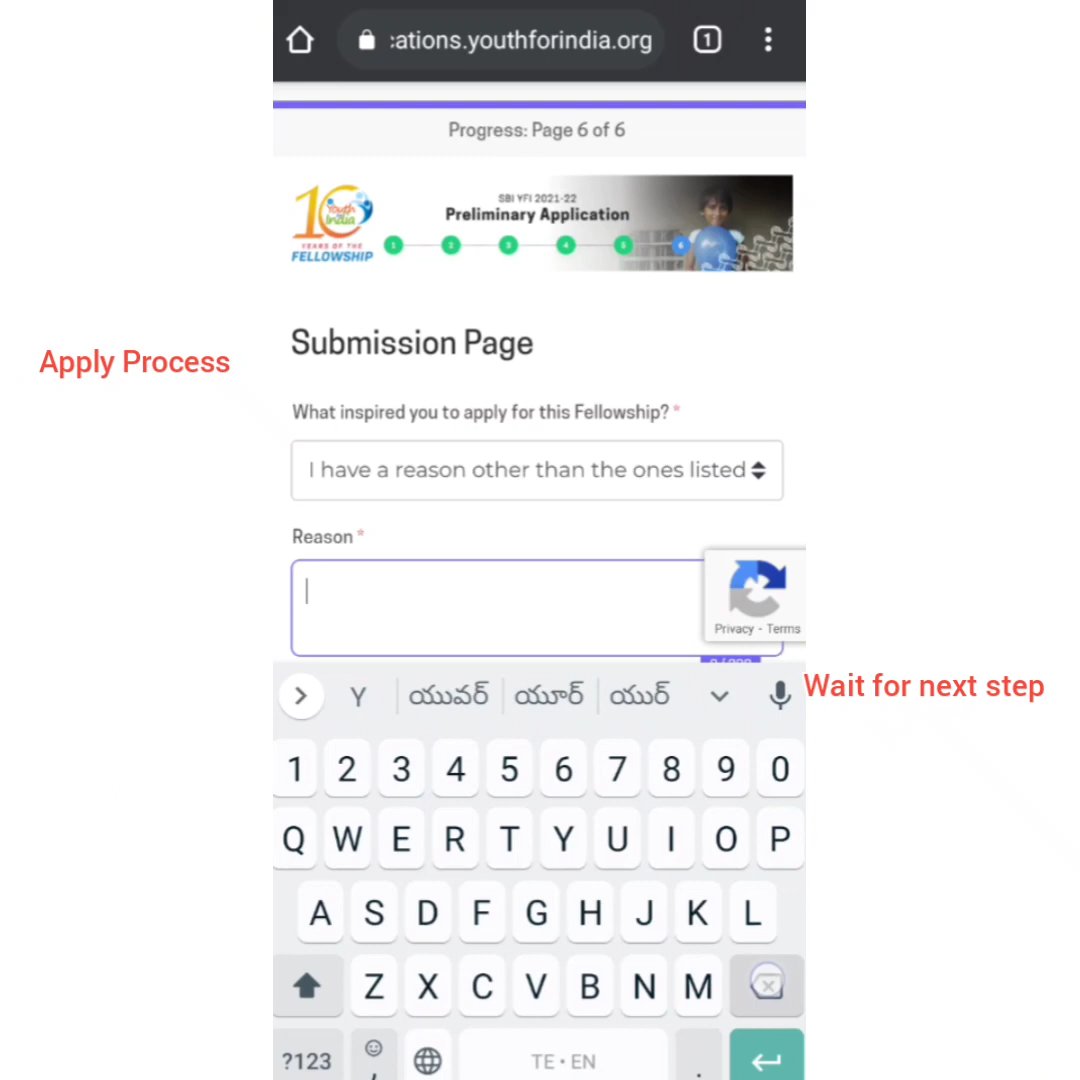 :ations.youthforindia.org
1
Progress: Page 6 of 6
10
Youth
India
YEARS OF THE
FELLOWSHIP
SBI YFI 2021-22
Preliminary Application
1 2 3 4 5 6
Submission Page
Apply Process
What inspired you to apply for this Fellowship? *
I have a reason other than the ones listed
Reason *
Privacy - Terms
Wait for next step
Y యువర్ యూర్ యుర్
1 2 3 4 5 6 7 8 9 0
Q W E R T Y U I O P
A S D F G H J K L
Z X C V B N M
?123 , TE • EN .